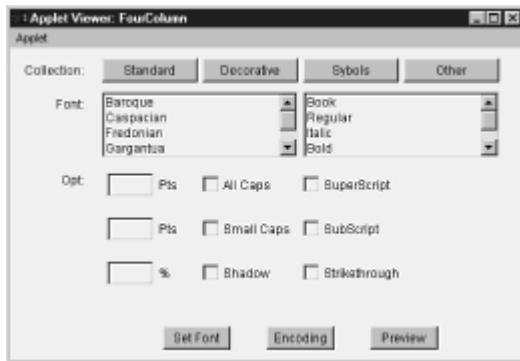 Applet Viewer: FourColumn
Applet
Collection: Standard Decorative Sybols Other
Font: Baroque Book
Caspacian Regular
Fredonian Italic
Gargantua Bold
Opt: Pts All Caps SuperScript
Pts Small Caps SubScript
% Shadow Strikethrough
Set Font Encoding Preview